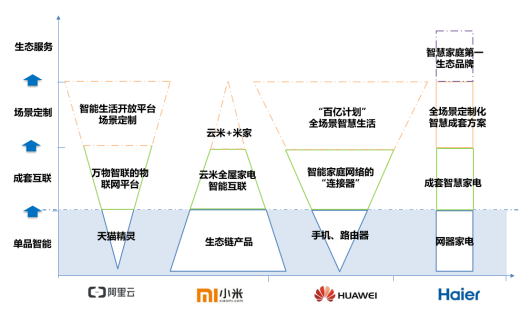 生态服务
智慧家庭第一
生态品牌
场景定制
智能生活开放平台
场景定制
云米+米家
“百亿计划”
全场景智慧生活
全场景定制化
智慧成套方案
成套互联
万物智联的物
联网平台
云米全屋家电
智能互联
智能家庭网络的
“连接器”
成套智慧家电
单品智能
天猫精灵
生态链产品
手机、路由器
网器家电
阿里云
小米
xiaomi.com
HUAWEI
Haier